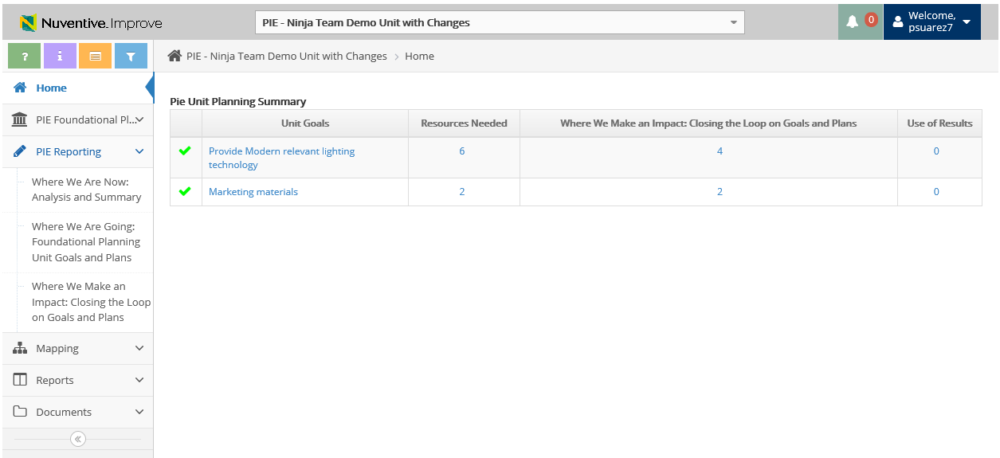 Nuventive.Improve
PIE - Ninja Team Demo Unit with Changes
0
Welcome,
psuarez7
?
i
PIE - Ninja Team Demo Unit with Changes > Home
Home
PIE Foundational Pl...
PIE Reporting
Where We Are Now:
Analysis and Summary
Where We Are Going:
Foundational Planning
Unit Goals and Plans
Where We Make an
Impact: Closing the Loop
on Goals and Plans
Mapping
Reports
Documents
Pie Unit Planning Summary
Unit Goals Resources Needed Where We Make an Impact: Closing the Loop on Goals and Plans Use of Results
Provide Modern relevant lighting
technology 6 4 0
Marketing materials 2 2 0